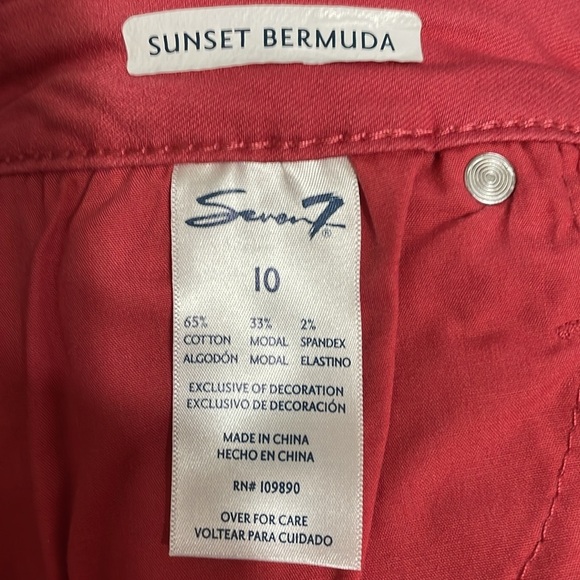 SUNSET BERMUDA
Seven7®
10
65% 33% 2%
COTTON MODAL SPANDEX
ALGODÓN MODAL ELASTINO
EXCLUSIVE OF DECORATION
EXCLUSIVO DE DECORACIÓN
MADE IN CHINA
HECHO EN CHINA
RN# 109890
OVER FOR CARE
VOLTEAR PARA CUIDADO